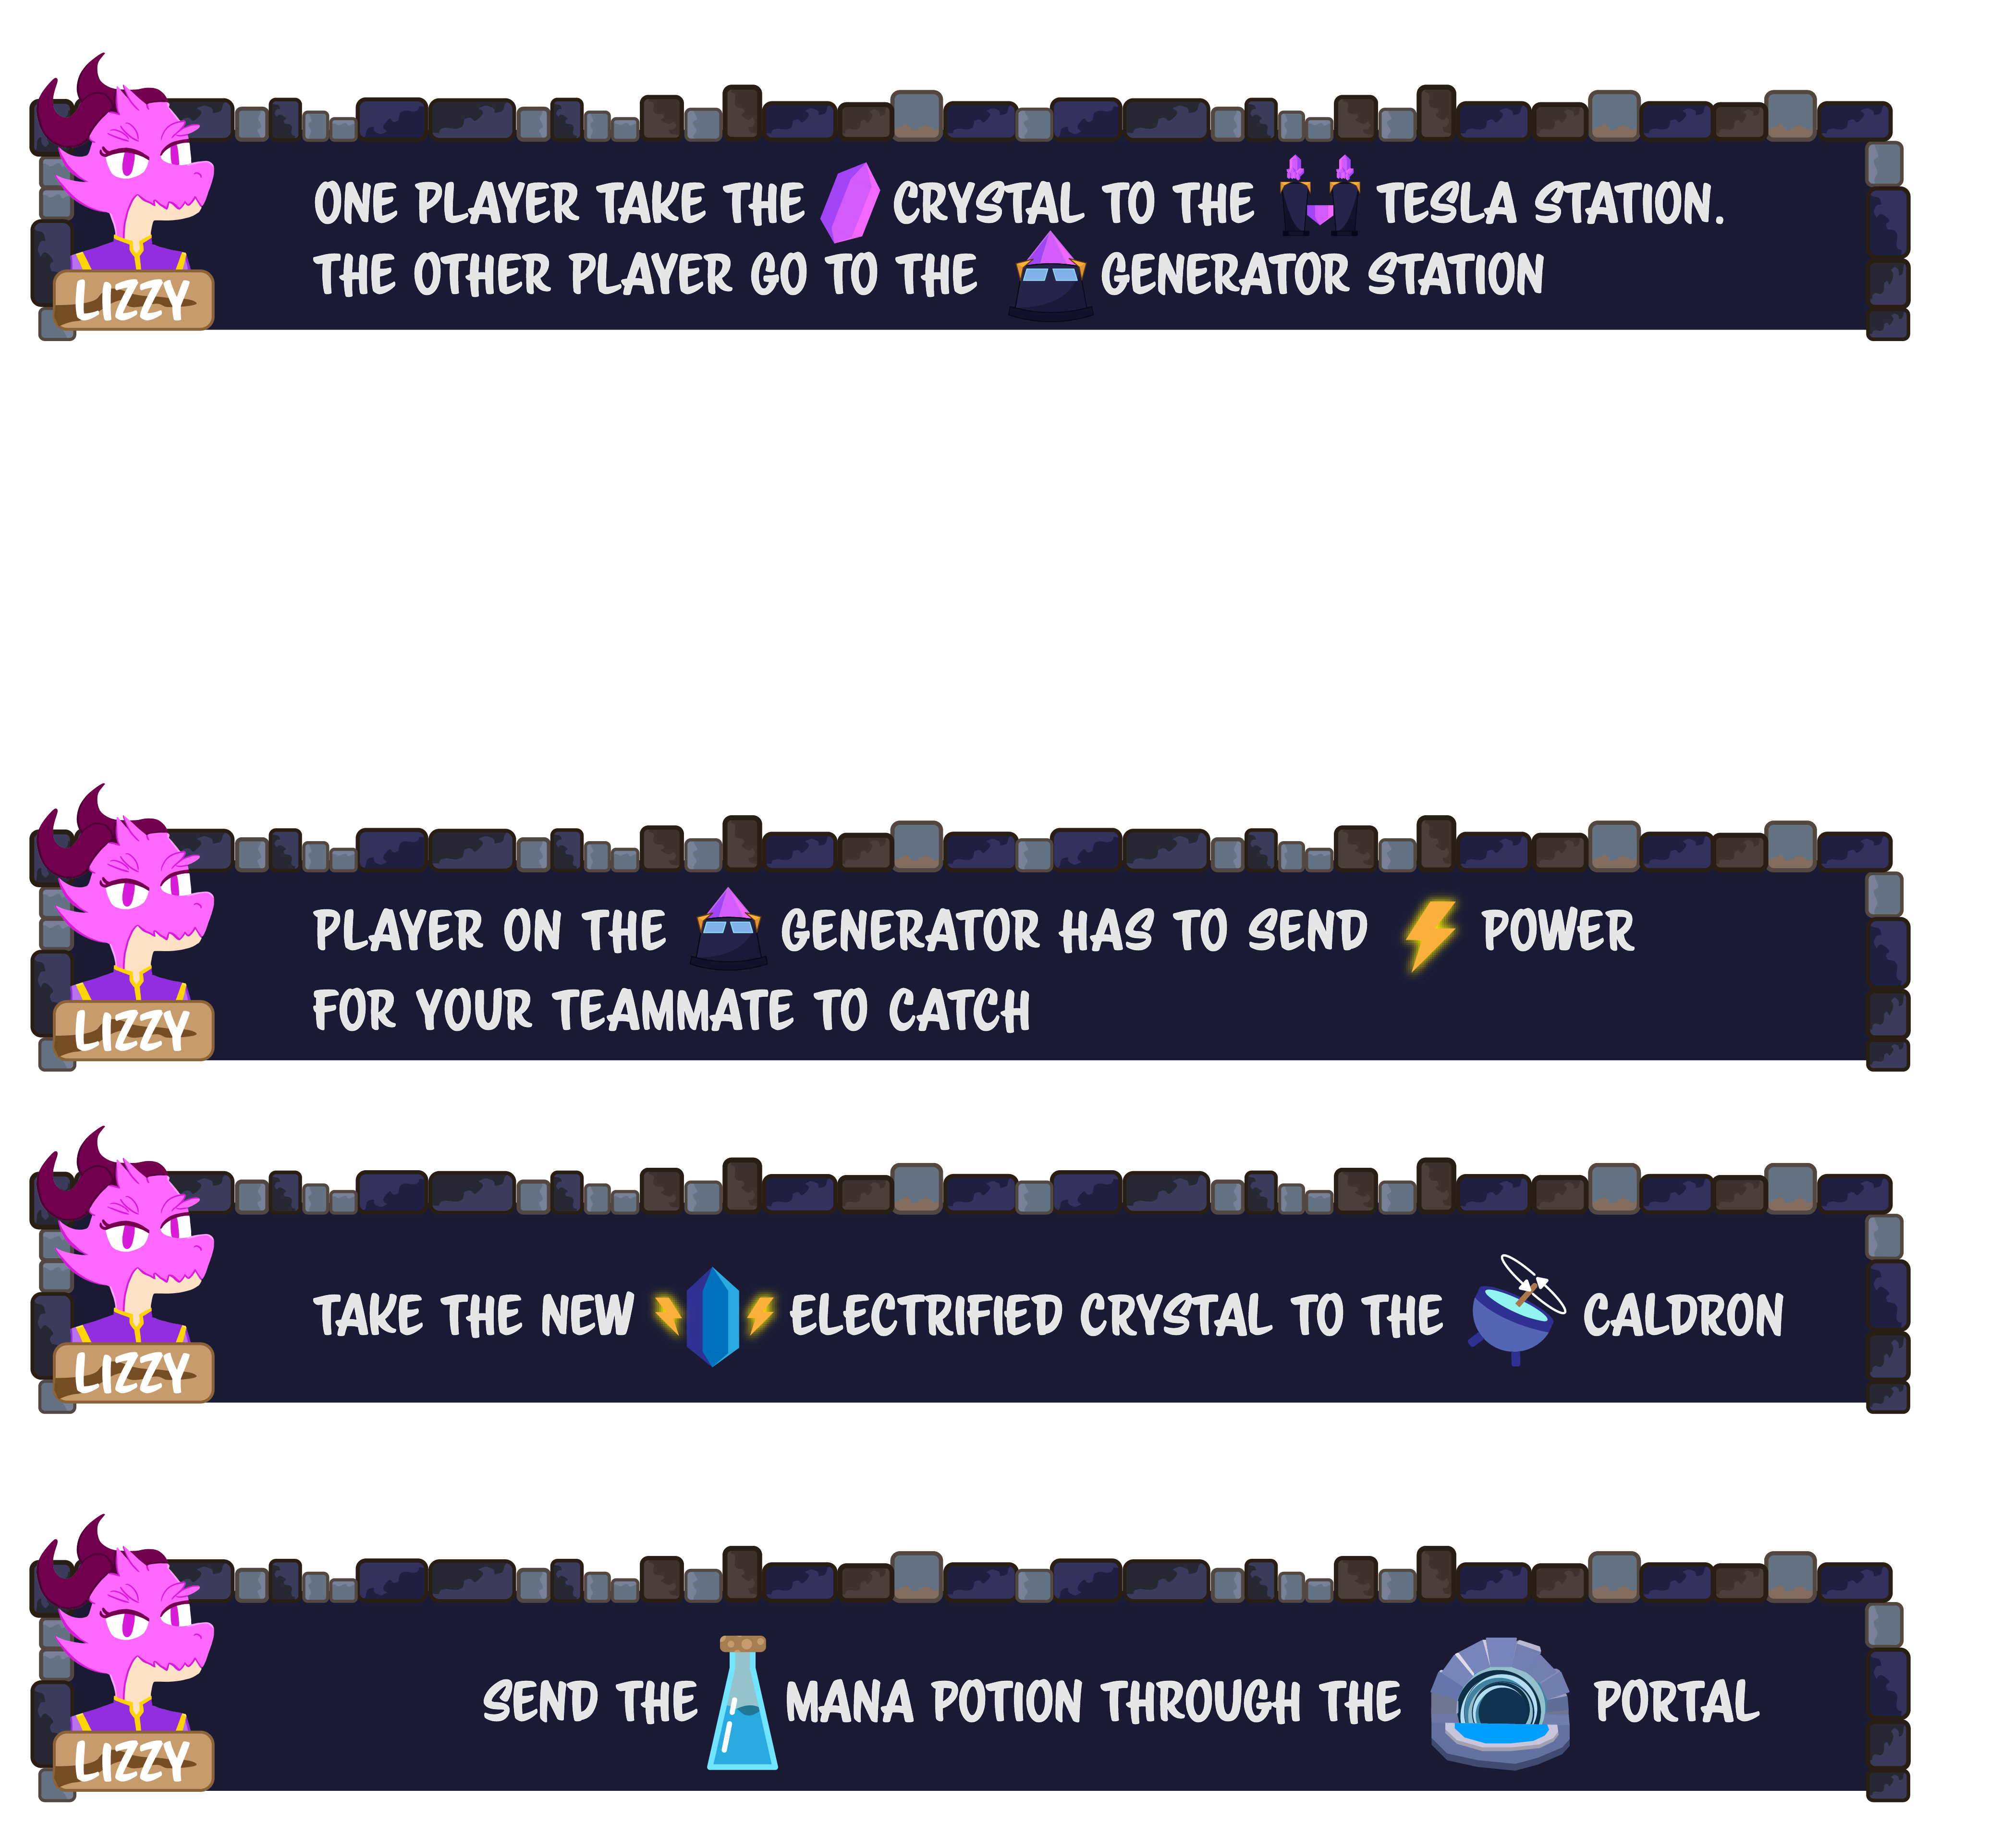 ONE PLAYER TAKE THE CRYSTAL TO THE TESLA STATION.
THE OTHER PLAYER GO TO THE GENERATOR STATION
LIZZY
PLAYER ON THE GENERATOR HAS TO SEND POWER
FOR YOUR TEAMMATE TO CATCH
LIZZY
TAKE THE NEW ELECTRIFIED CRYSTAL TO THE CALDRON
LIZZY
SEND THE MANA POTION THROUGH THE PORTAL
LIZZY